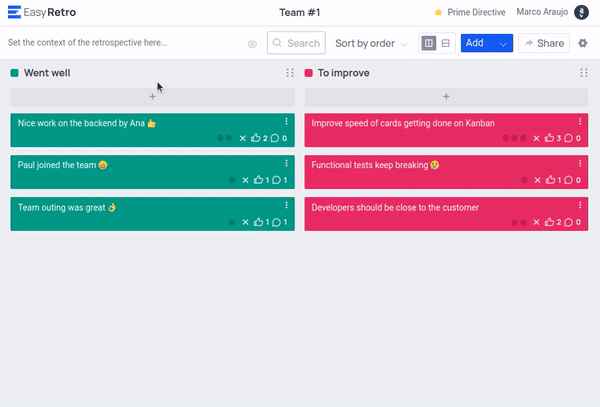 EasyRetro
Team #1
Prime Directive
Marco Araujo
Set the context of the retrospective here...
Search
Sort by order
Add
Share
Went well
To improve
+
+
Nice work on the backend by Ana 👍
2 0
Improve speed of cards getting done on Kanban
3 0
Paul joined the team 😀
1 1
Functional tests keep breaking 😢
1 0
Team outing was great 👌
1 1
Developers should be close to the customer
2 0